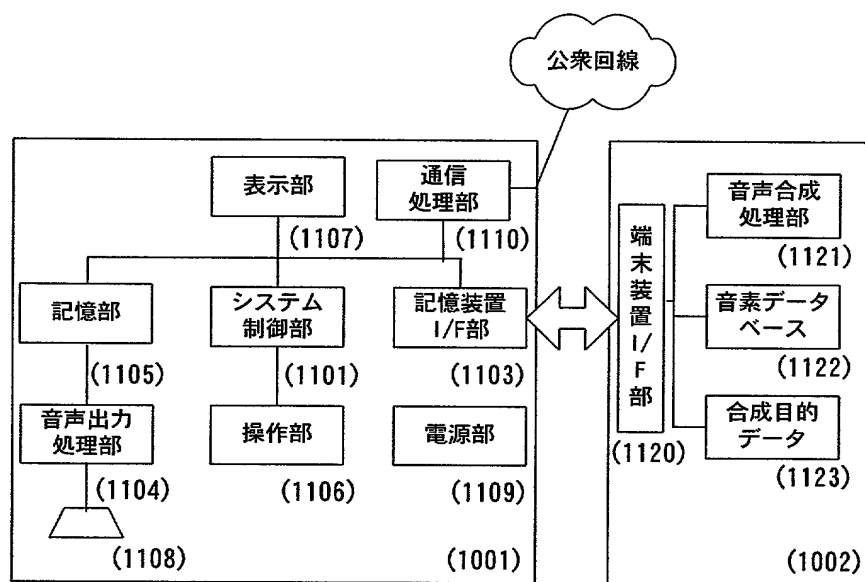 公衆回線
表示部
(1107)
通信
処理部
(1110)
記憶部
(1105)
システム
制御部
(1101)
記憶装置
I/F部
(1103)
音声出力
処理部
(1104)
操作部
(1106)
電源部
(1109)
(1108)
(1001)
端
末
装
置
I
/
F
部
(1120)
音声合成
処理部
(1121)
音素データ
ベース
(1122)
合成目的
データ
(1123)
(1002)